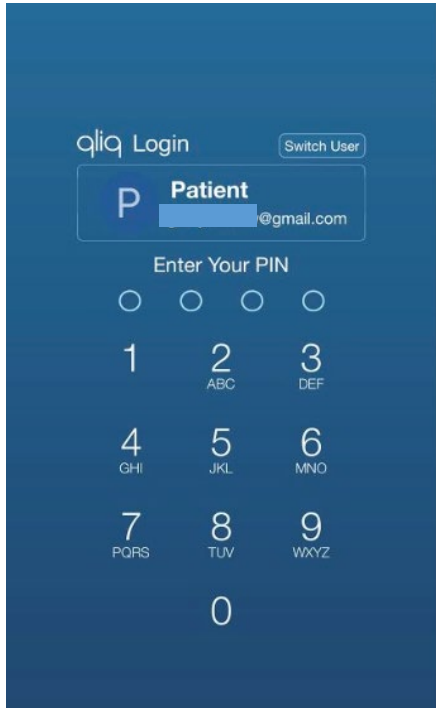 qliq Login
Switch User
P
Patient
@gmail.com
Enter Your PIN
1 2 3
ABC DEF
4 5 6
GHI JKL MNO
7 8 9
PQRS TUV WXYZ
0